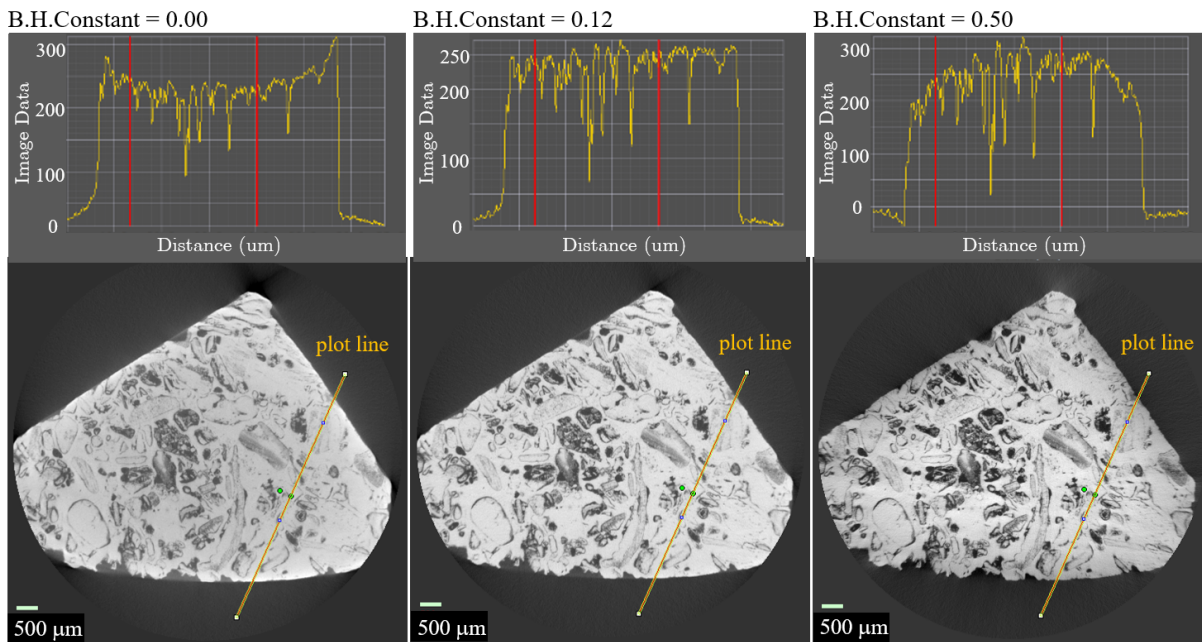 B.H.Constant = 0.00
B.H.Constant = 0.12
B.H.Constant = 0.50
Image Data
300
200
100
0
Distance (um)
Image Data
250
200
150
100
50
0
Distance (um)
Image Data
300
200
100
0
Distance (um)
plot line
plot line
plot line
500 μm
500 μm
500 μm